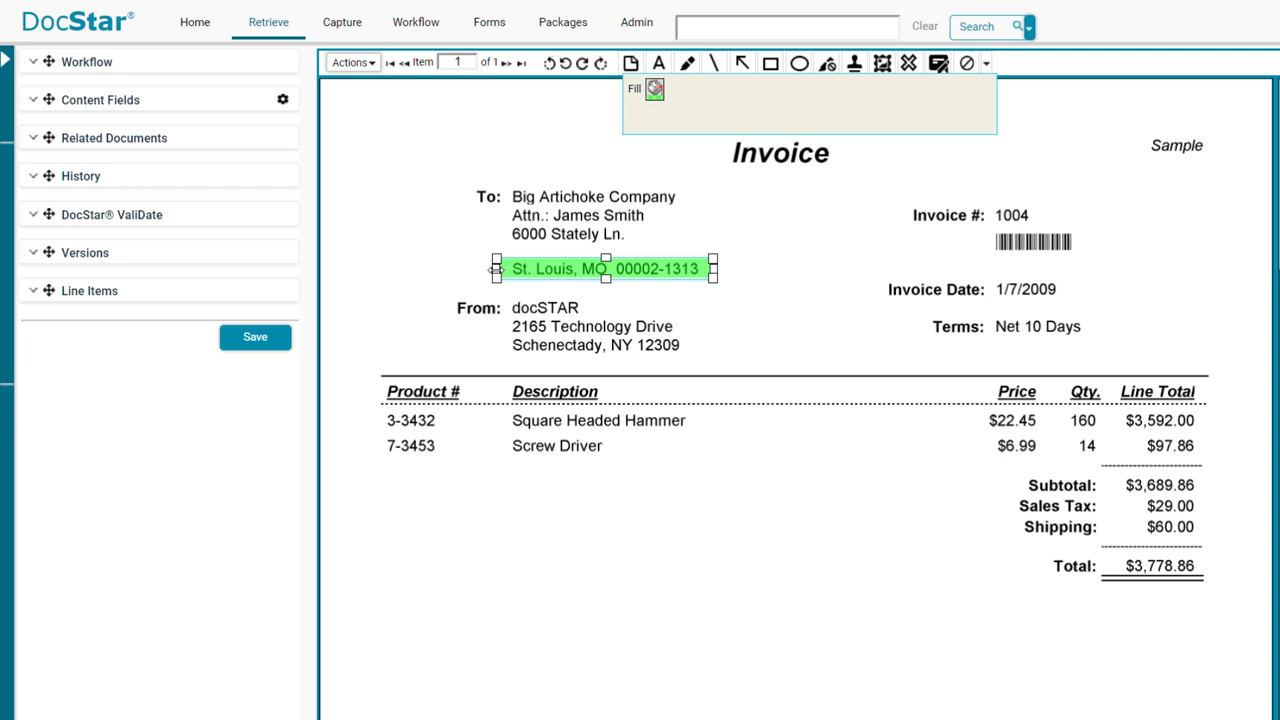 DocStar®
Home Retrieve Capture Workflow Forms Packages Admin Clear Search
Workflow
Content Fields
Related Documents
History
DocStar® ValiDate
Versions
Line Items
Save
Actions Item 1 of 1 A
Fill
Invoice
Sample
To: Big Artichoke Company
Attn.: James Smith
6000 Stately Ln.
St. Louis, MO 00002-1313
Invoice #: 1004
Invoice Date: 1/7/2009
Terms: Net 10 Days
From: docSTAR
2165 Technology Drive
Schenectady, NY 12309
Product # Description Price Qty. Line Total
3-3432 Square Headed Hammer $22.45 160 $3,592.00
7-3453 Screw Driver $6.99 14 $97.86
Subtotal: $3,689.86
Sales Tax: $29.00
Shipping: $60.00
Total: $3,778.86